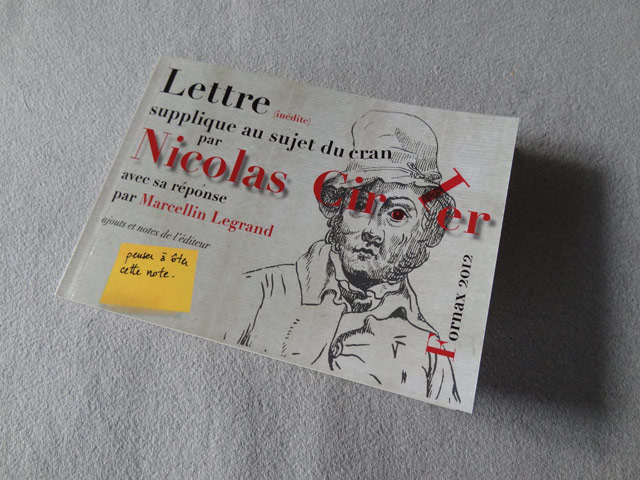 Lettre (inédite)
supplique au sujet du cran
par
Nicolas Cirier
avec sa réponse
par Marcellin Legrand
ajouts et notes de l'éditeur
penser à ôter
cette note.
Fornax 2012